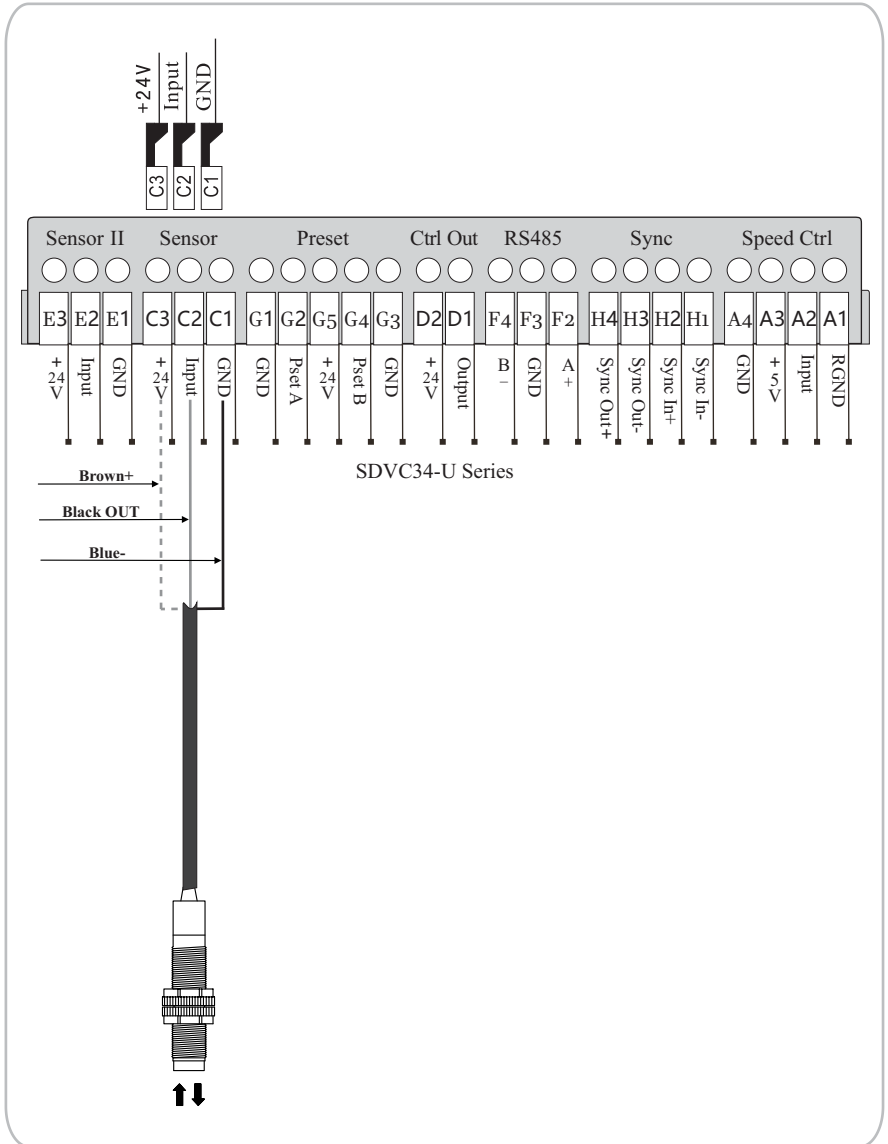 +24V Input GND
C3 C2 C1
Sensor II Sensor Preset Ctrl Out RS485 Sync Speed Ctrl
E3 E2 E1 C3 C2 C1 G1 G2 G5 G4 G3 D2 D1 F4 F3 F2 H4 H3 H2 H1 A4 A3 A2 A1
+24V Input GND +24V Input GND GND Pset A +24V Pset B GND +24V Output B- GND A+ Sync Out+ Sync Out- Sync In+ Sync In- GND +5V Input RGND
SDVC34-U Series
Brown+
Black OUT
Blue-